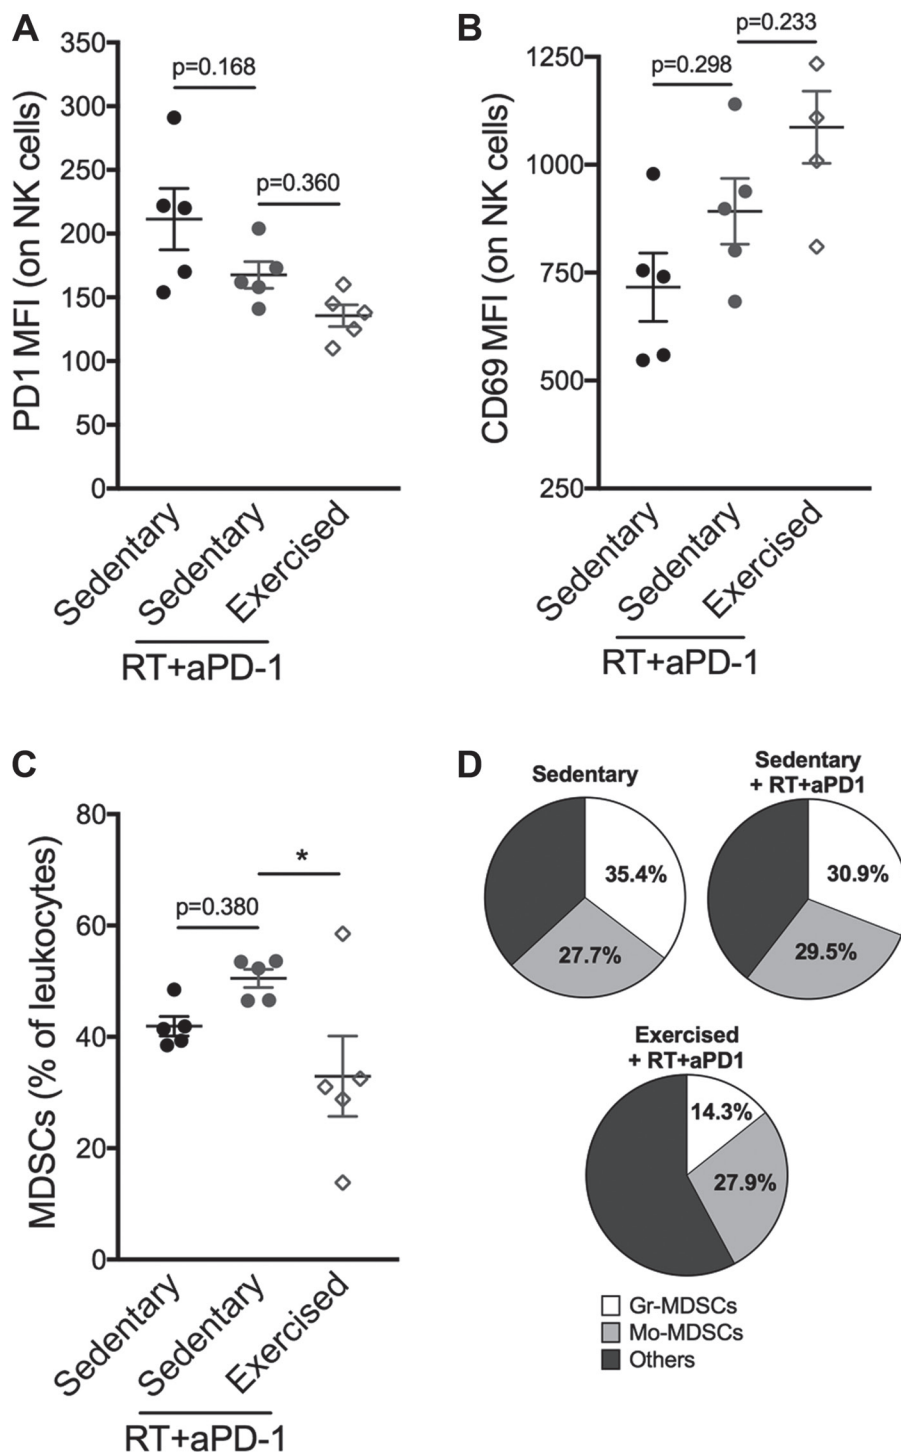 A
PD1 MFI (on NK cells)
350
300
250
200
150
100
50
0
p=0.168
p=0.360
Sedentary
Sedentary
Exercised
RT+aPD-1
B
CD69 MFI (on NK cells)
1250
1000
750
500
250
p=0.298
p=0.233
Sedentary
Sedentary
Exercised
RT+aPD-1
C
MDSCs (% of leukocytes)
80
60
40
20
0
p=0.380
*
Sedentary
Sedentary
Exercised
RT+aPD-1
D
Sedentary
35.4%
27.7%
Sedentary
+ RT+aPD1
30.9%
29.5%
Exercised
+ RT+aPD1
14.3%
27.9%
Gr-MDSCs
Mo-MDSCs
Others